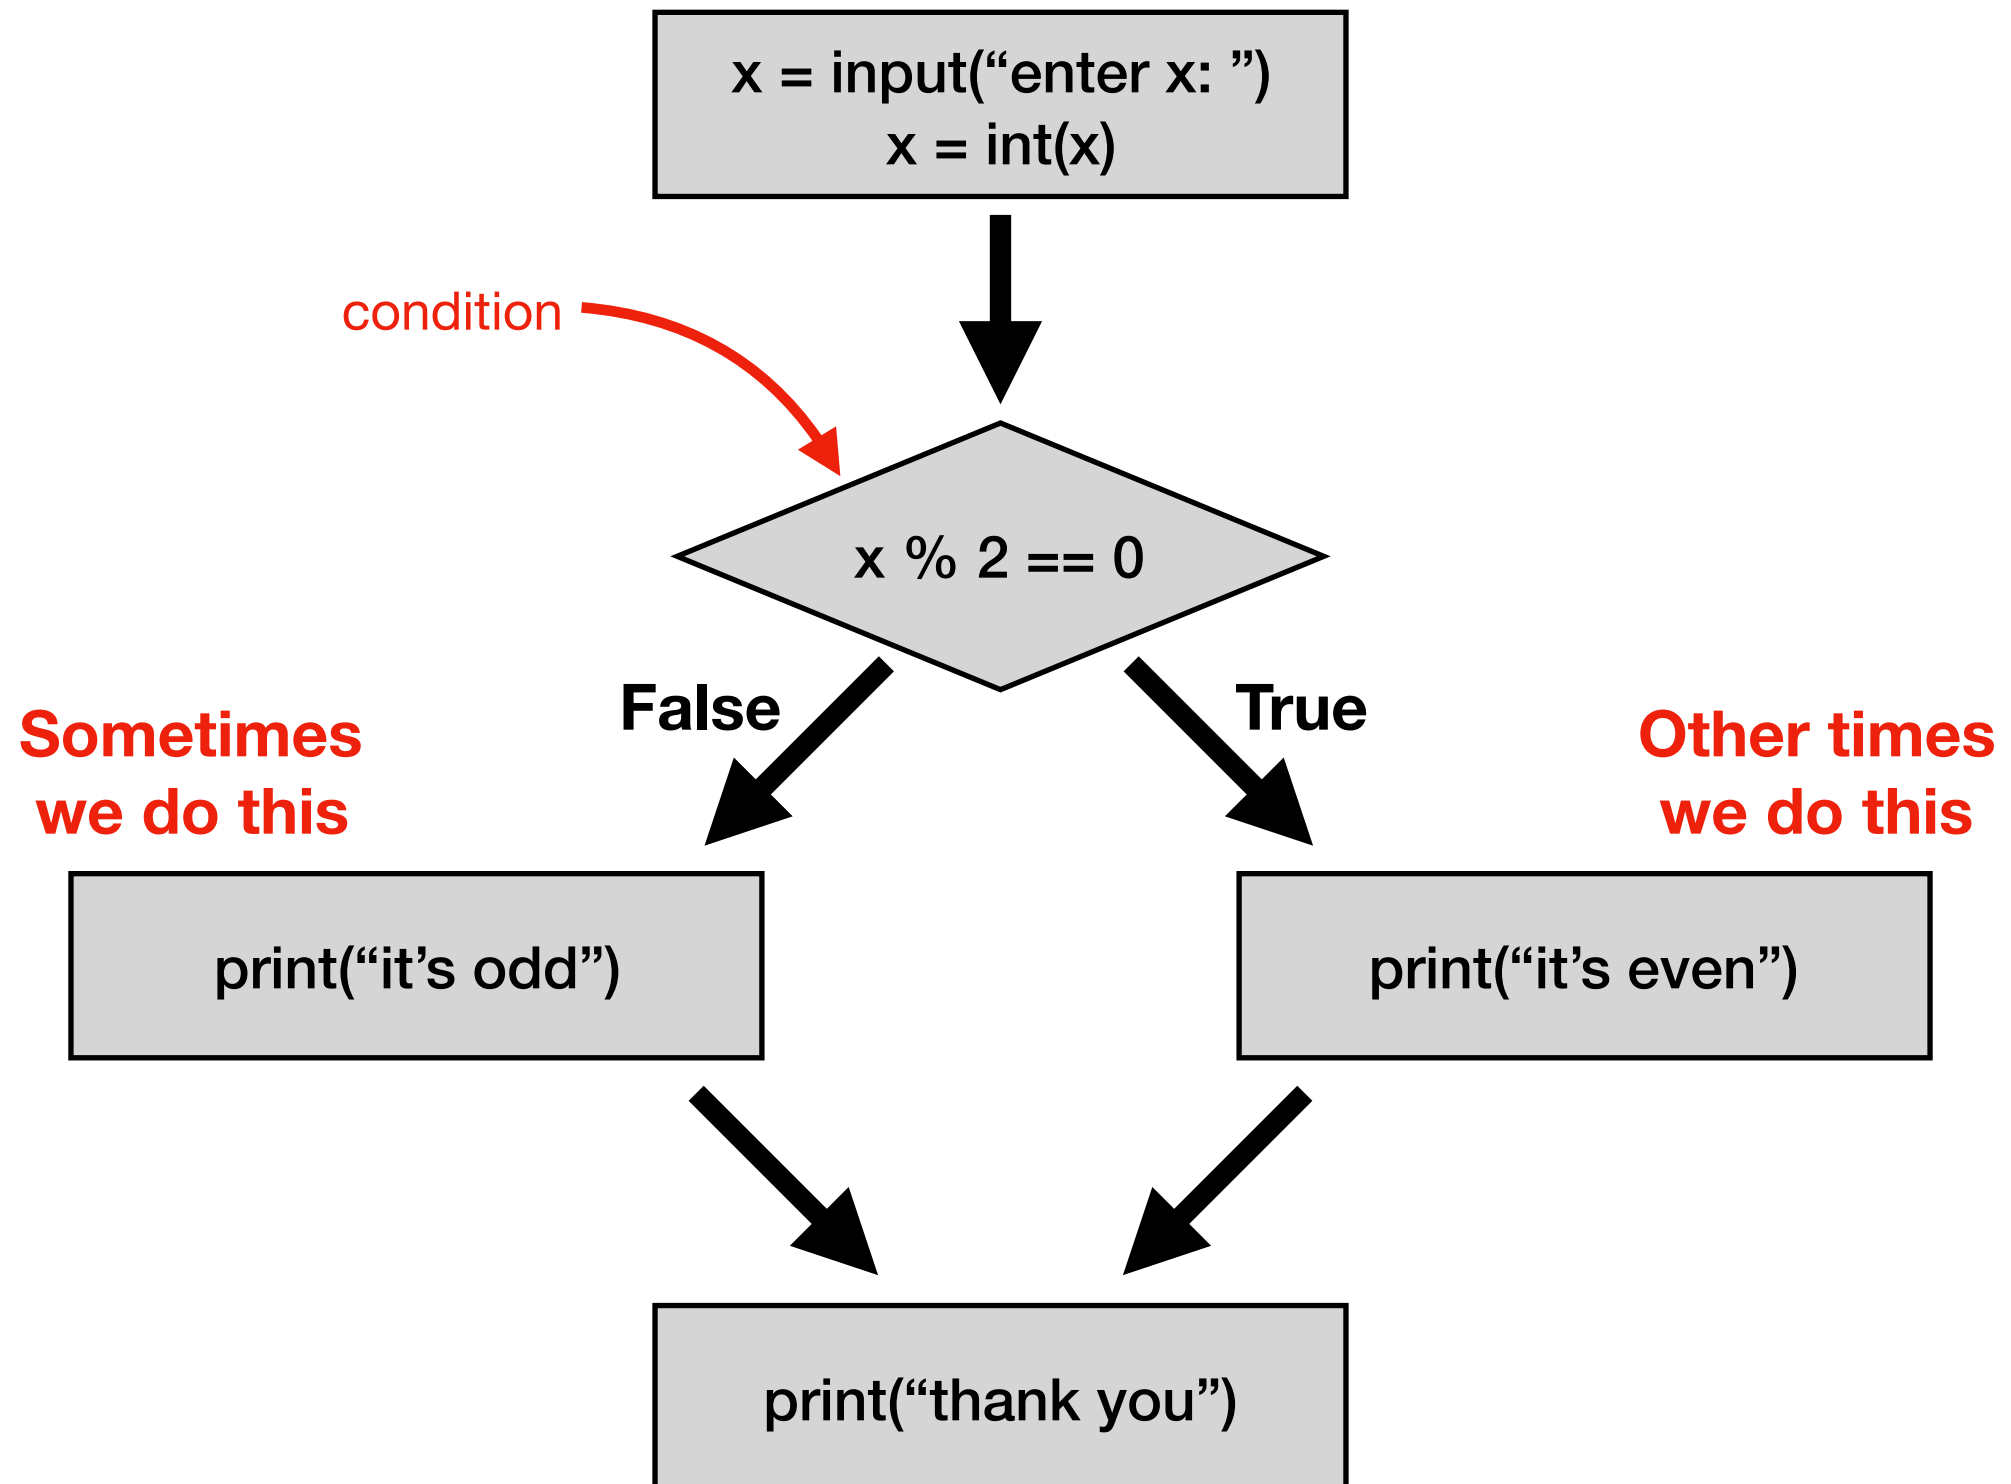 x = input(“enter x: ”)
x = int(x)
condition
x % 2 == 0
False
True
Sometimes
we do this
Other times
we do this
print(“it’s odd”)
print(“it’s even”)
print(“thank you”)